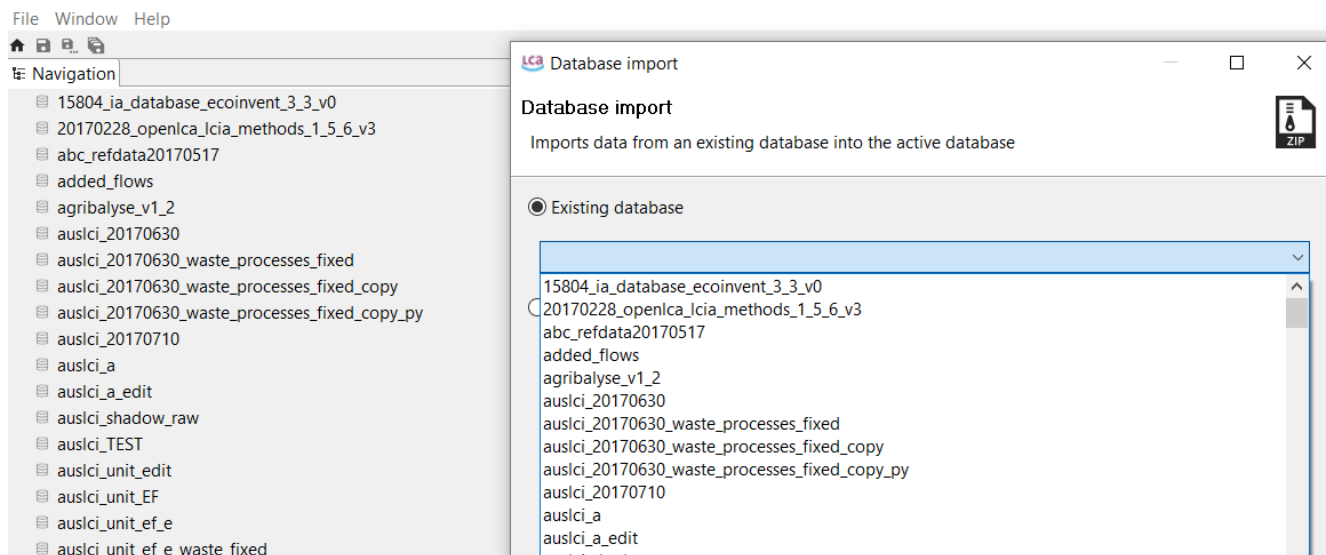 File Window Help
Navigation
15804_ia_database_ecoinvent_3_3_v0
20170228_openlca_lcia_methods_1_5_6_v3
abc_refdata20170517
added_flows
agribalyse_v1_2
auslci_20170630
auslci_20170630_waste_processes_fixed
auslci_20170630_waste_processes_fixed_copy
auslci_20170630_waste_processes_fixed_copy_py
auslci_20170710
auslci_a
auslci_a_edit
auslci_shadow_raw
auslci_TEST
auslci_unit_edit
auslci_unit_EF
auslci_unit_ef_e
auslci_unit_ef_e_waste_fixed
LCa Database import
Database import
Imports data from an existing database into the active database
ZIP
Existing database
15804_ia_database_ecoinvent_3_3_v0
20170228_openlca_lcia_methods_1_5_6_v3
abc_refdata20170517
added_flows
agribalyse_v1_2
auslci_20170630
auslci_20170630_waste_processes_fixed
auslci_20170630_waste_processes_fixed_copy
auslci_20170630_waste_processes_fixed_copy_py
auslci_20170710
auslci_a
auslci_a_edit